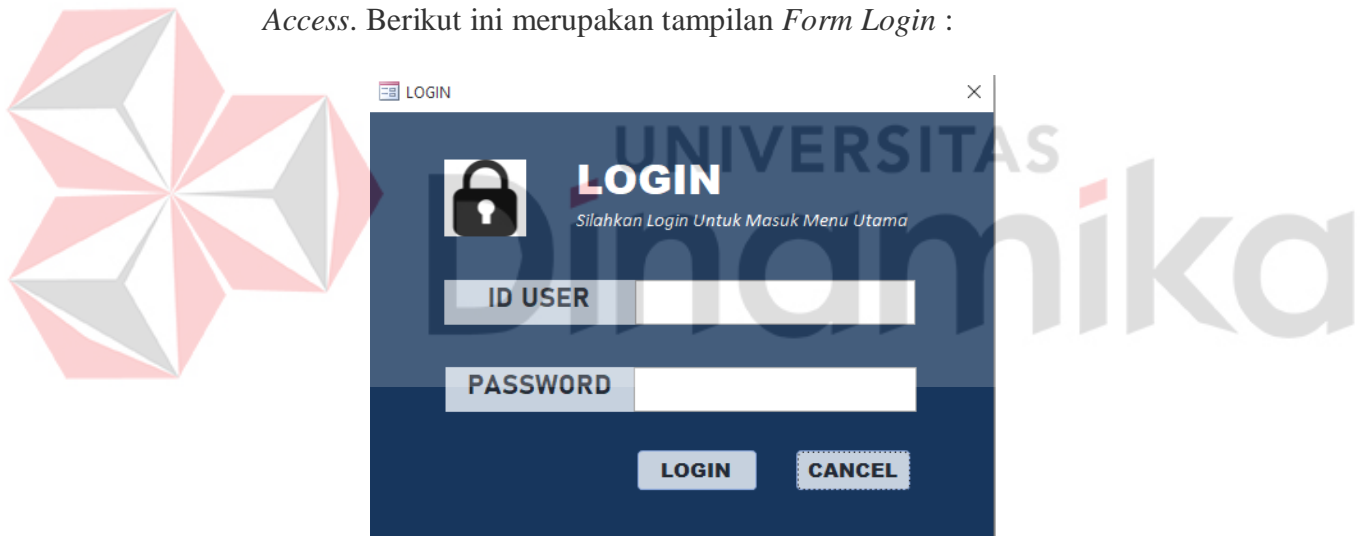 Access. Berikut ini merupakan tampilan Form Login :
LOGIN
UNIVERSITAS
Dinamika
LOGIN
Silahkan Login Untuk Masuk Menu Utama
ID USER
PASSWORD
LOGIN
CANCEL